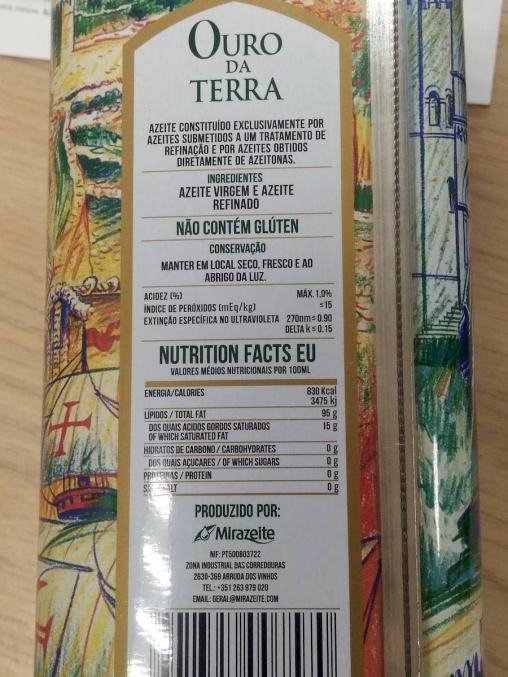 OURO
DA
TERRA
AZEITE CONSTITUÍDO EXCLUSIVAMENTE POR
AZEITES SUBMETIDOS A UM TRATAMENTO DE
REFINAÇÃO E POR AZEITES OBTIDOS
DIRETAMENTE DE AZEITONAS.
INGREDIENTES
AZEITE VIRGEM E AZEITE
REFINADO
NÃO CONTÉM GLÚTEN
CONSERVAÇÃO
MANTER EM LOCAL SECO, FRESCO E AO
ABRIGO DA LUZ.
ACIDEZ (%) MÁX. 1,0%
ÍNDICE DE PERÓXIDOS (mEq/kg) ≤15
EXTINÇÃO ESPECÍFICA NO ULTRAVIOLETA 270nm≤ 0.90
DELTA k ≤ 0.15
NUTRITION FACTS EU
VALORES MÉDIOS NUTRICIONAIS POR 100ML
ENERGIA/CALORIES 830 Kcal
3475 kj
LÍPIDOS / TOTAL FAT 95 g
DOS QUAIS ACIDOS GORDOS SATURADOS 15 g
OF WHICH SATURATED FAT
HIDRATOS DE CARBONO / CARBOHYDRATES 0 g
DOS QUAIS AÇUCARES / OF WHICH SUGARS 0 g
PROTEÍNAS / PROTEIN 0 g
0 g
PRODUZIDO POR:
Mirazeite
NIF: PT500803722
ZONA INDUSTRIAL DAS CORREDOURAS
2630-369 ARRUDA DOS VINHOS
TEL.: +351 263 979 020
EMAIL: GERAL@MIRAZEITE.COM